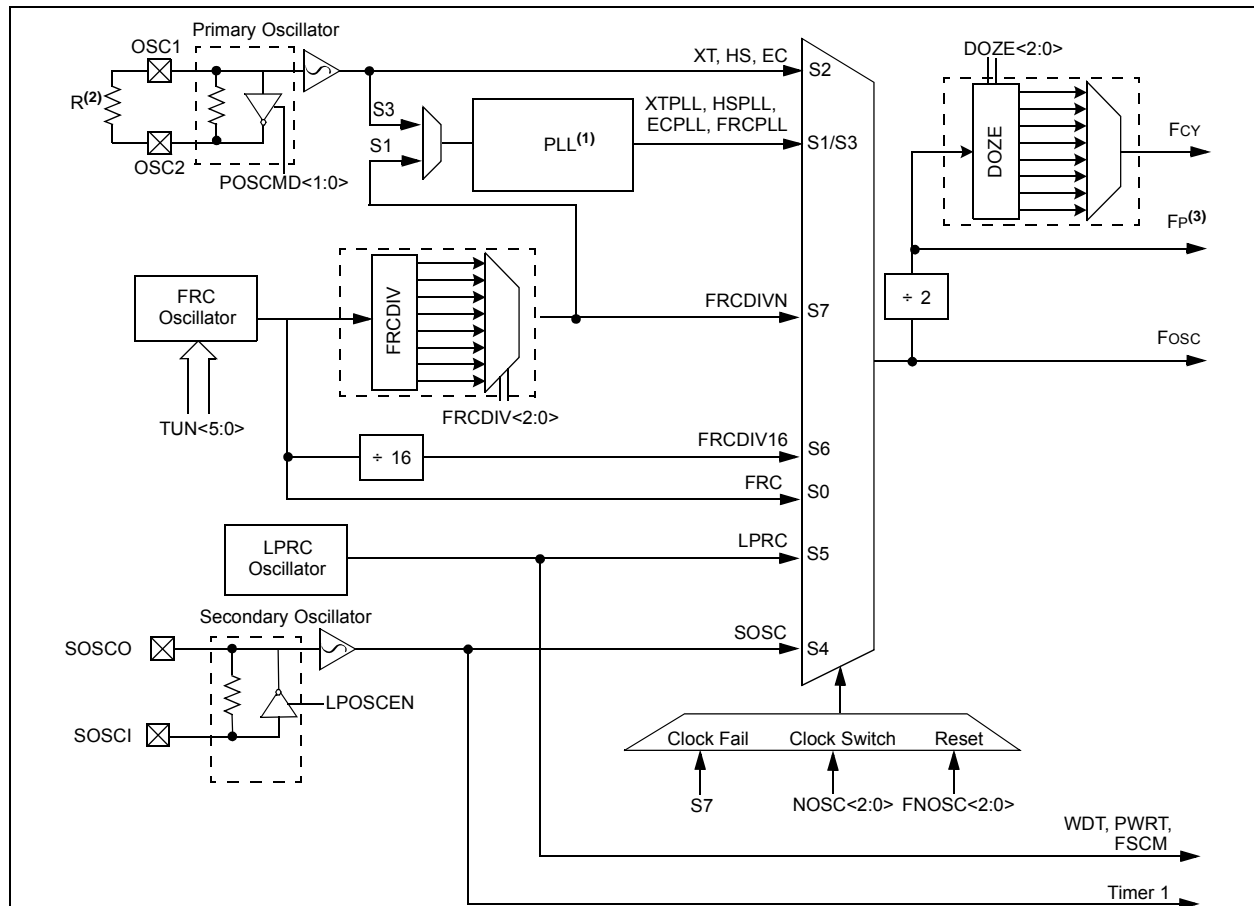 Primary Oscillator
OSC1
R(2)
OSC2
POSCMD<1:0>
S3
S1
PLL(1)
XT, HS, EC
S2
XTPLL, HSPLL,
ECPLL, FRCPLL
S1/S3
DOZE<2:0>
DOZE
FCY
FP(3)
÷ 2
FOSC
FRC
Oscillator
TUN<5:0>
FRCDIV
FRCDIV<2:0>
FRCDIVN
S7
÷ 16
FRCDIV16
S6
FRC
S0
LPRC
Oscillator
LPRC
S5
Secondary Oscillator
SOSCO
SOSCI
LPOSCEN
SOSC
S4
Clock Fail
Clock Switch
Reset
S7
NOSC<2:0>
FNOSC<2:0>
WDT, PWRT,
FSCM
Timer 1